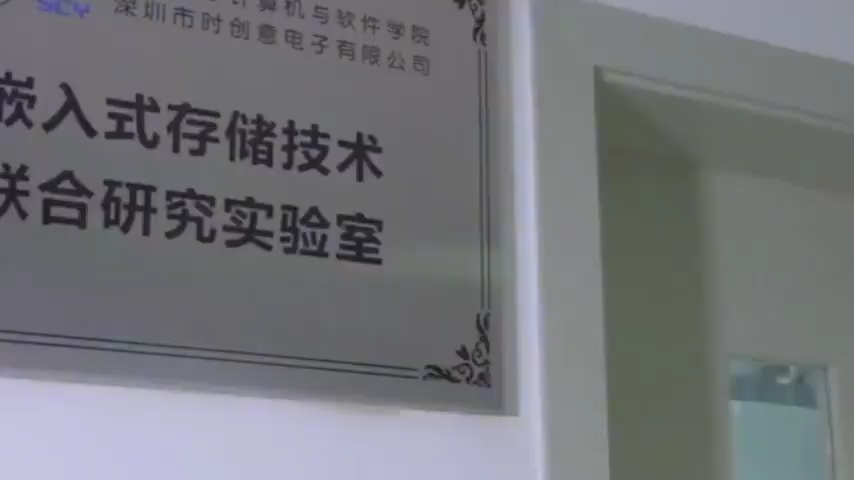 计算机与软件学院
SCY 深圳市时创意电子有限公司
嵌入式存储技术
联合研究实验室